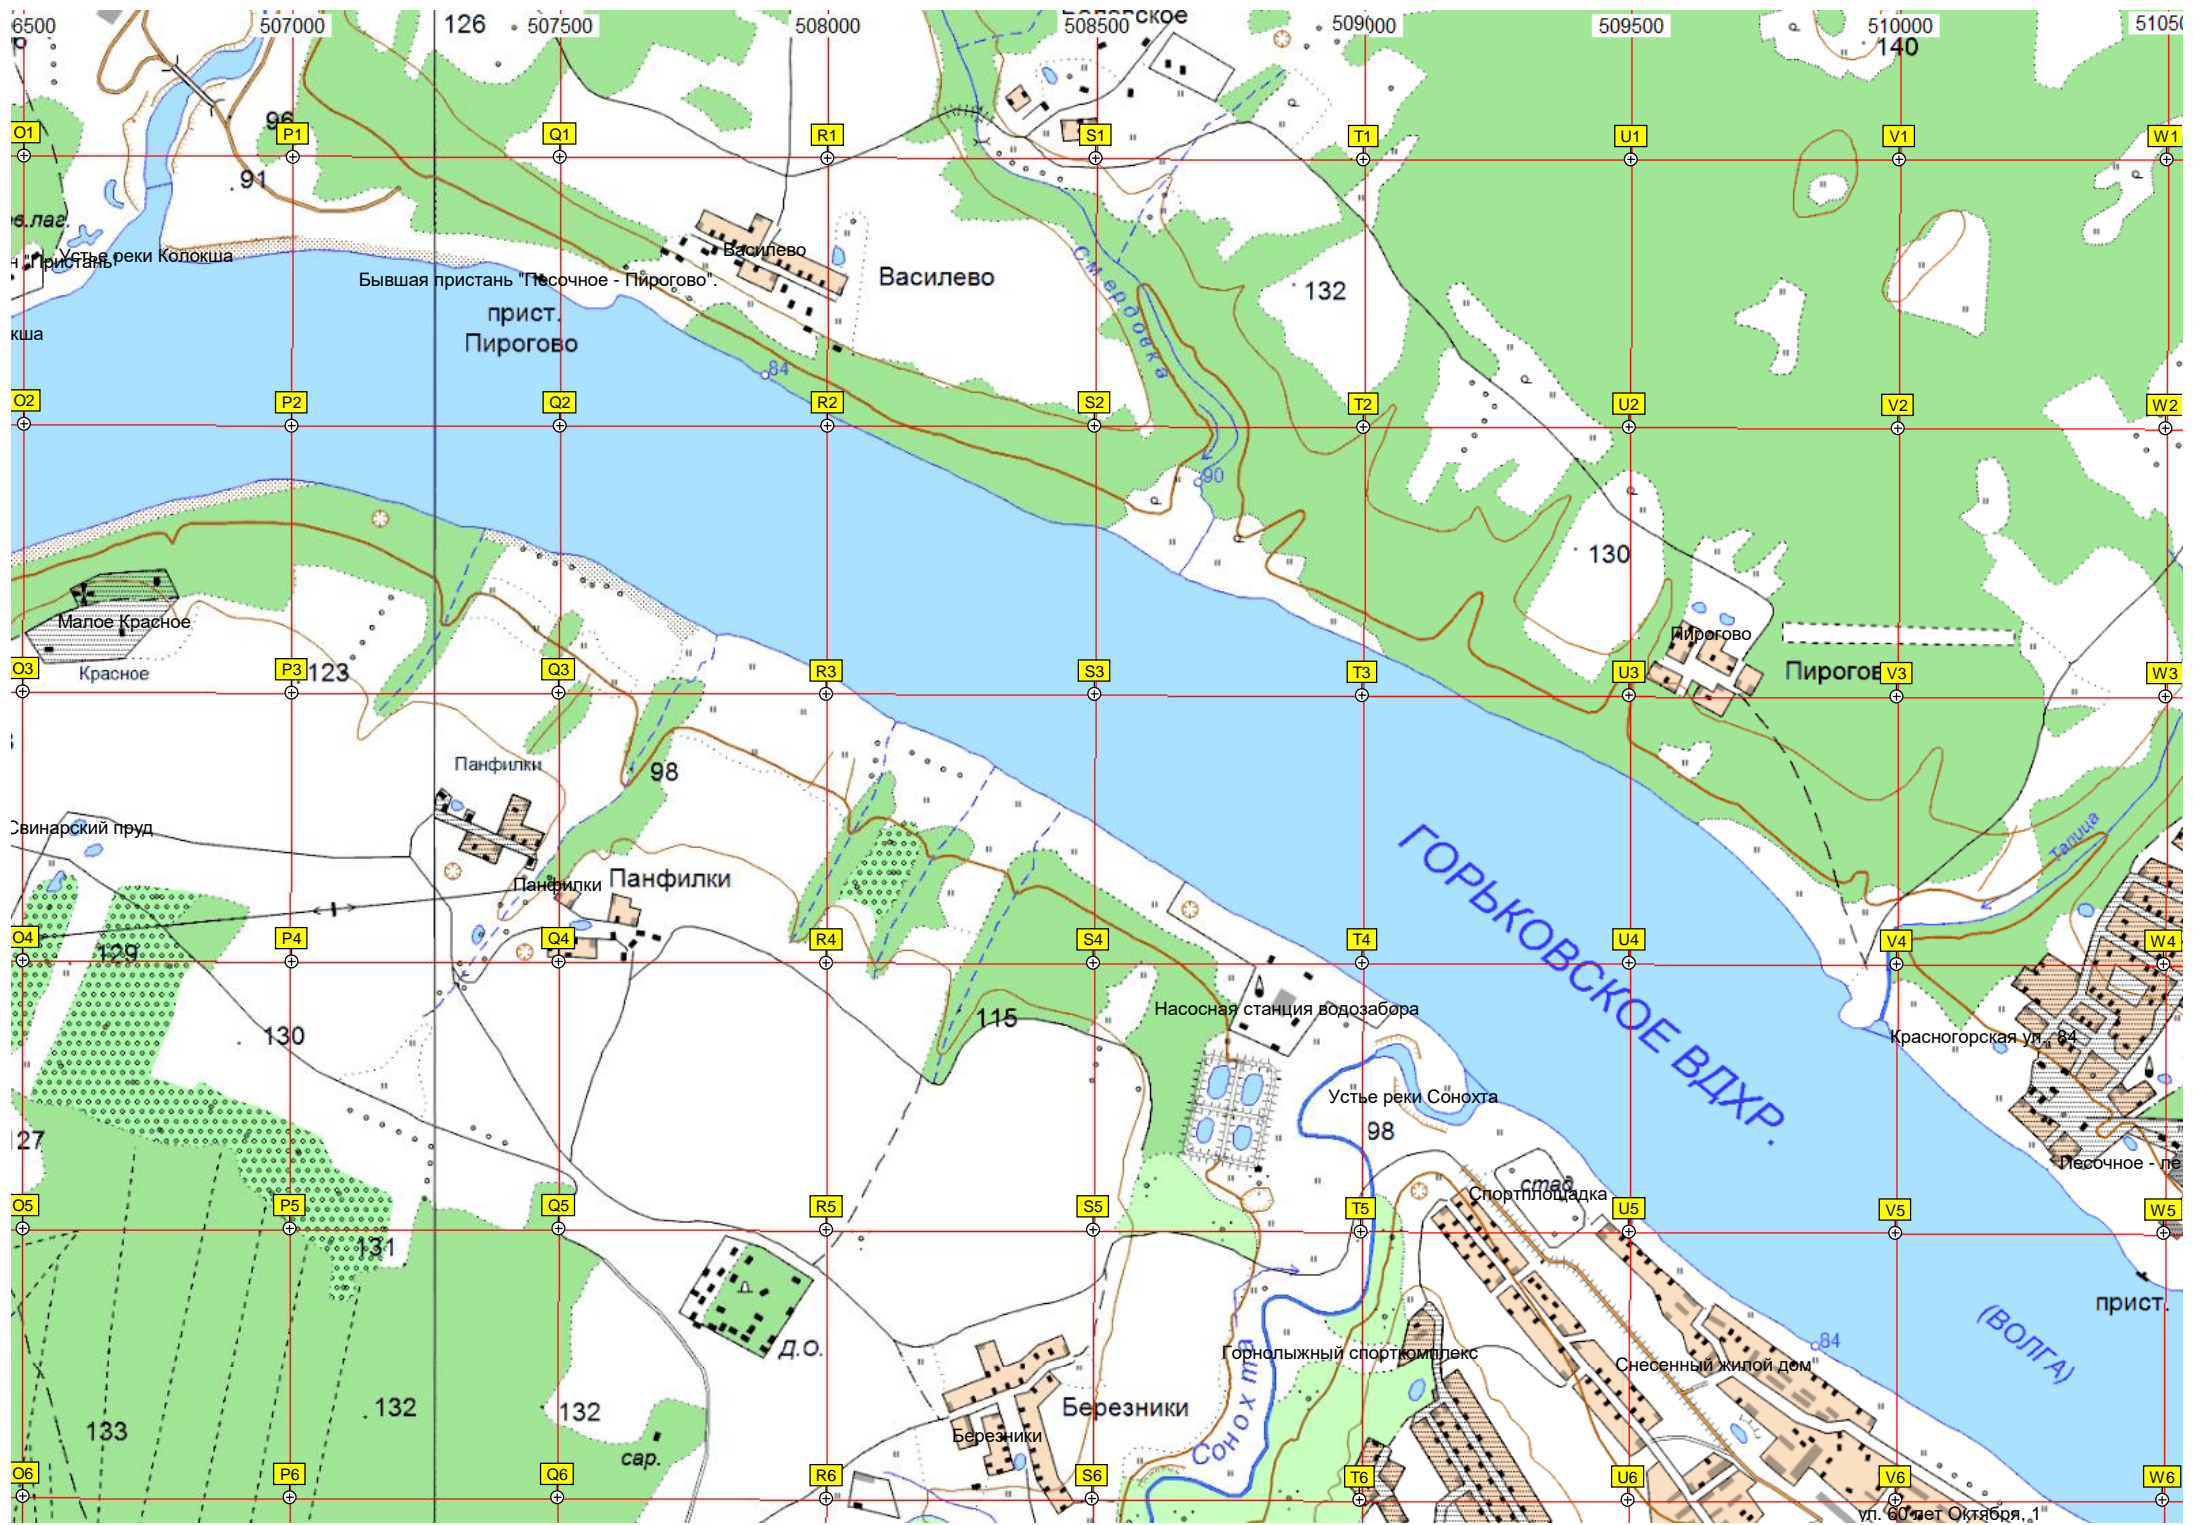 507000
507500
508000
508500
509000
509500
510000
126
140
96
O1
P1
Q1
R1
S1
T1
U1
V1
W1
91
Устье реки Колокша
Василево
Василево
Бывшая пристань "Песочное - Пирогово".
прист.
Пирогово
Смердовка
132
84
O2
P2
Q2
R2
S2
T2
U2
V2
W2
90
130
Малое Красное
Красное
Пирогово
O3
P3
Q3
R3
S3
T3
U3
V3
W3
123
Панфилки
98
Свинарский пруд
Талица
Панфилки
Панфилки
ГОРЬКОВСКОЕ ВДХР.
O4
P4
Q4
R4
S4
T4
U4
V4
W4
129
130
115
Насосная станция водозабора
Красногорская ул., 84
Устье реки Сонохта
98
127
стад.
Спортплощадка
O5
P5
Q5
R5
S5
T5
U5
V5
W5
131
прист.
(ВОЛГА)
84
Д.О.
Горнолыжный спорткомплекс
Снесенный жилой дом"
Сонохта
132
132
133
Березники
Березники
сар.
O6
P6
Q6
R6
S6
T6
U6
V6
W6
ул. 60 лет Октября, 1"